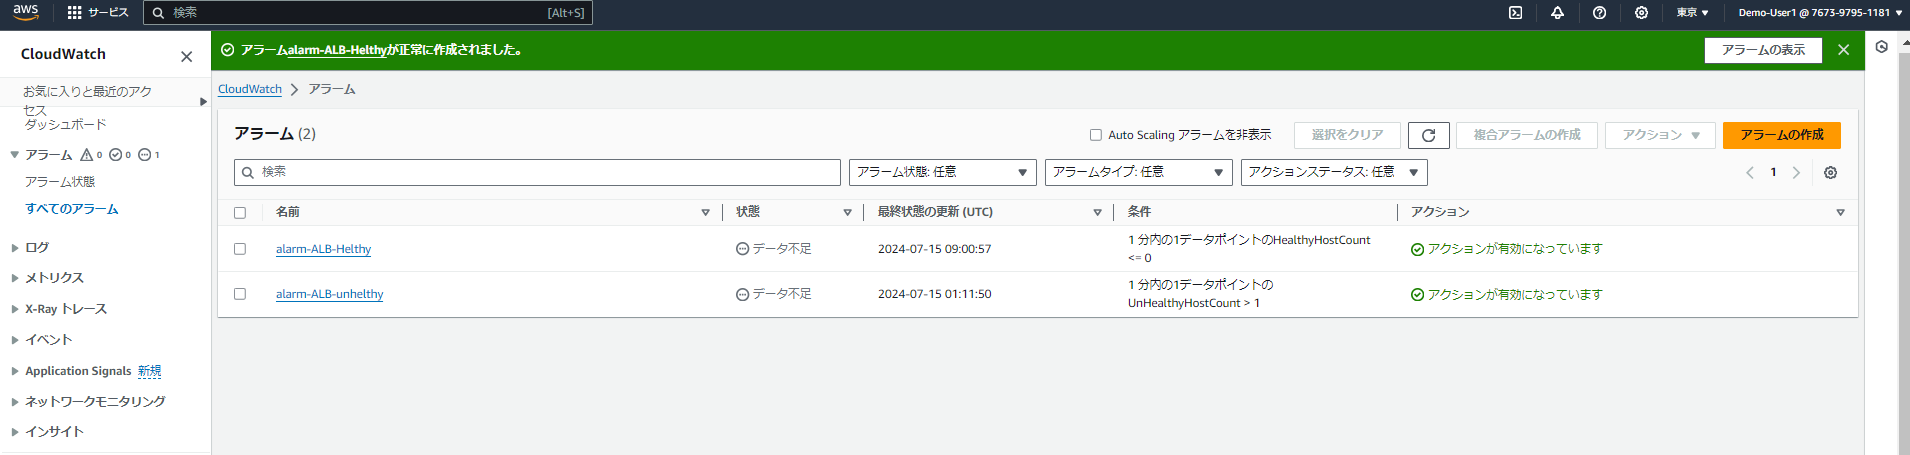 aws サービス 検索 [Alt+S] 東京 Demo-User1 @ 7673-9795-1181
CloudWatch
お気に入りと最近のアク
セス
ダッシュボード
アラーム 0 0 1
アラーム状態
すべてのアラーム
ログ
メトリクス
X-Ray トレース
イベント
Application Signals 新規
ネットワークモニタリング
インサイト
アラームalarm-ALB-Helthyが正常に作成されました。 アラームの表示
CloudWatch アラーム
アラーム (2) Auto Scaling アラームを非表示 選択をクリア 複合アラームの作成 アクション アラームの作成
検索 アラーム状態: 任意 アラームタイプ: 任意 アクションステータス: 任意 1
名前 状態 最終状態の更新 (UTC) 条件 アクション
alarm-ALB-Helthy データ不足 2024-07-15 09:00:57 1 分内の1データポイントのHealthyHostCount アクションが有効になっています
<= 0
alarm-ALB-unhelthy データ不足 2024-07-15 01:11:50 1 分内の1データポイントの アクションが有効になっています
UnHealthyHostCount > 1